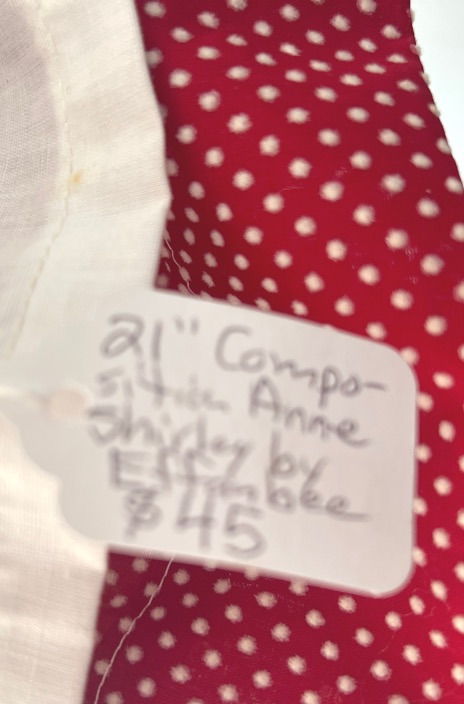 21" Compo-
Anne
Shirley by
Effanbee
$45